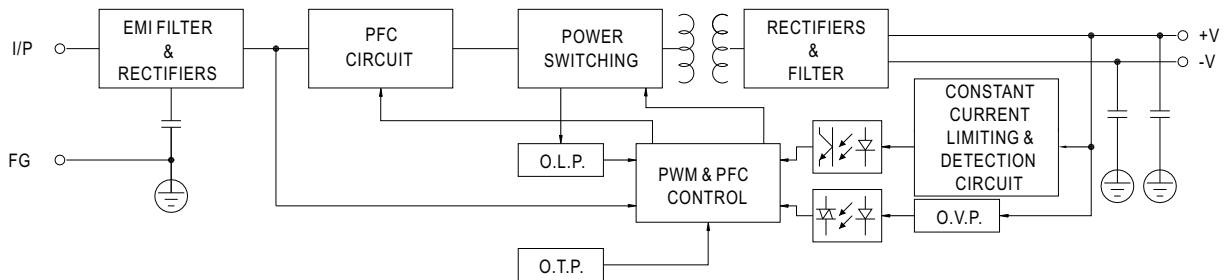 I/P
EMI FILTER
&
RECTIFIERS
PFC
CIRCUIT
POWER
SWITCHING
RECTIFIERS
&
FILTER
+V
-V
CONSTANT
CURRENT
LIMITING &
DETECTION
CIRCUIT
FG
O.L.P.
PWM & PFC
CONTROL
O.V.P.
O.T.P.